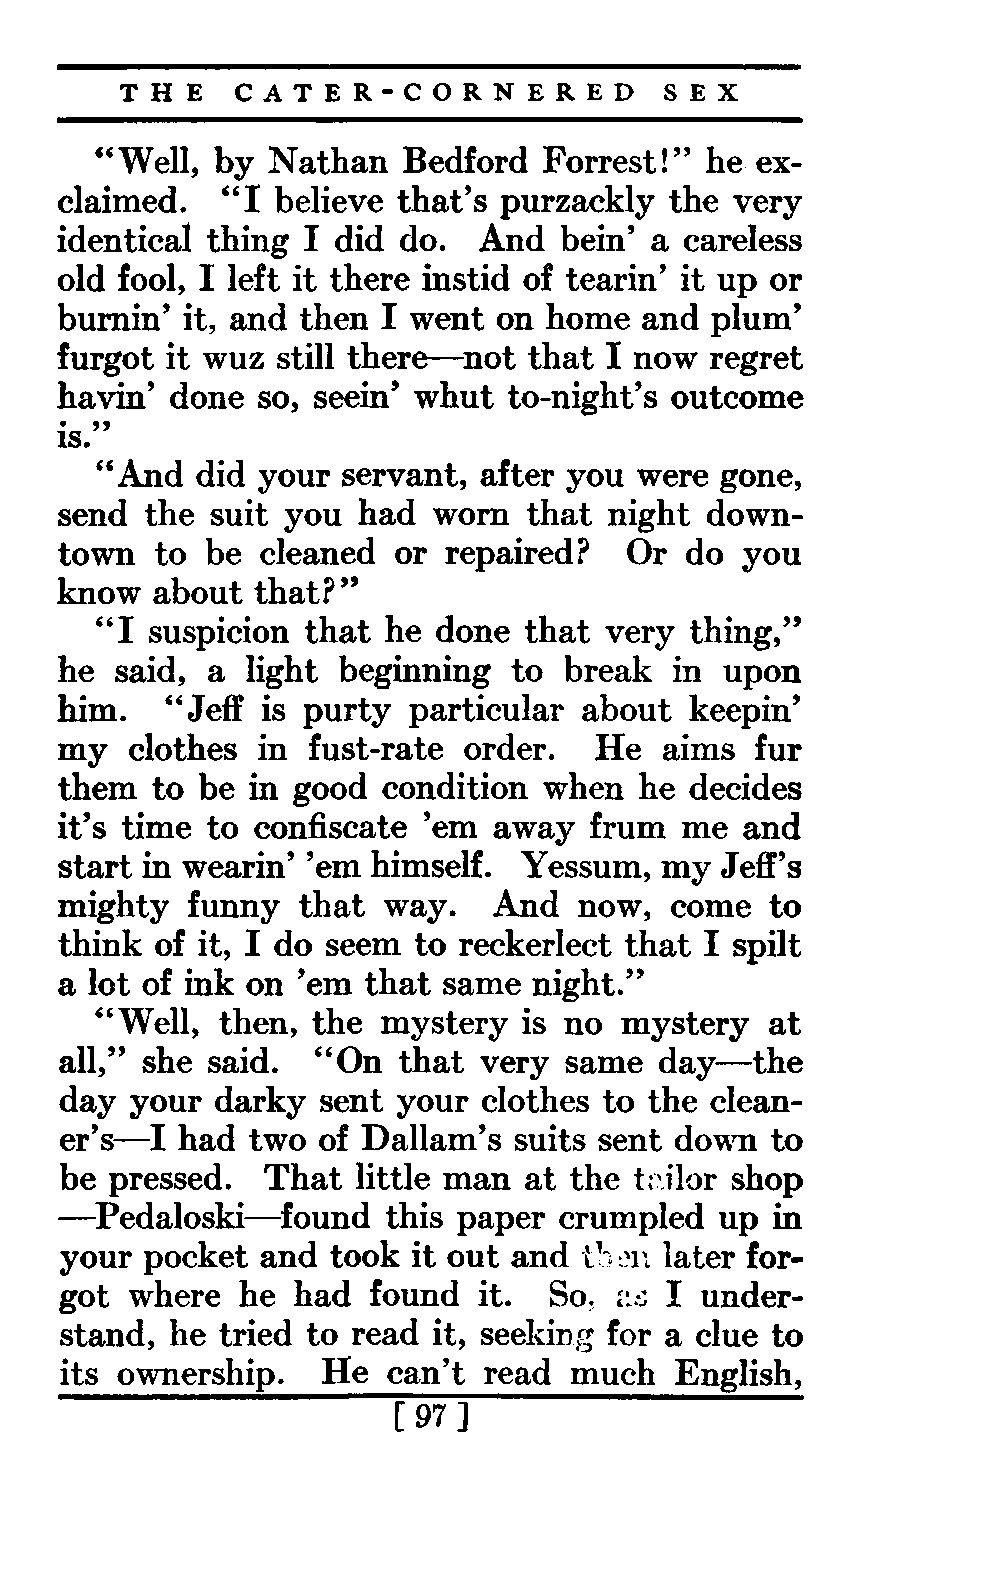 THE CATER-CORNERED SEX
“Well, by Nathan Bedford Forrest!” he ex-
claimed. “I believe that’s purzackly the very
identical thing I did do. And bein’ a careless
old fool, I left it there instid of tearin’ it up or
burnin’ it, and then I went on home and plum’
furgot it wuz still there—not that I now regret
havin’ done so, seein’ whut to-night’s outcome
is.”
“And did your servant, after you were gone,
send the suit you had worn that night down-
town to be cleaned or repaired? Or do you
know about that?”
“I suspicion that he done that very thing,”
he said, a light beginning to break in upon
him. “Jeff is purty particular about keepin’
my clothes in fust-rate order. He aims fur
them to be in good condition when he decides
it’s time to confiscate ’em away frum me and
start in wearin’ ’em himself. Yessum, my Jeff’s
mighty funny that way. And now, come to
think of it, I do seem to reckerlect that I spilt
a lot of ink on ’em that same night.”
“Well, then, the mystery is no mystery at
all,” she said. “On that very same day—the
day your darky sent your clothes to the clean-
er’s—I had two of Dallam’s suits sent down to
be pressed. That little man at the tailor shop
—Pedaloski—found this paper crumpled up in
your pocket and took it out and then later for-
got where he had found it. So, as I under-
stand, he tried to read it, seeking for a clue to
its ownership. He can’t read much English,
[ 97 ]